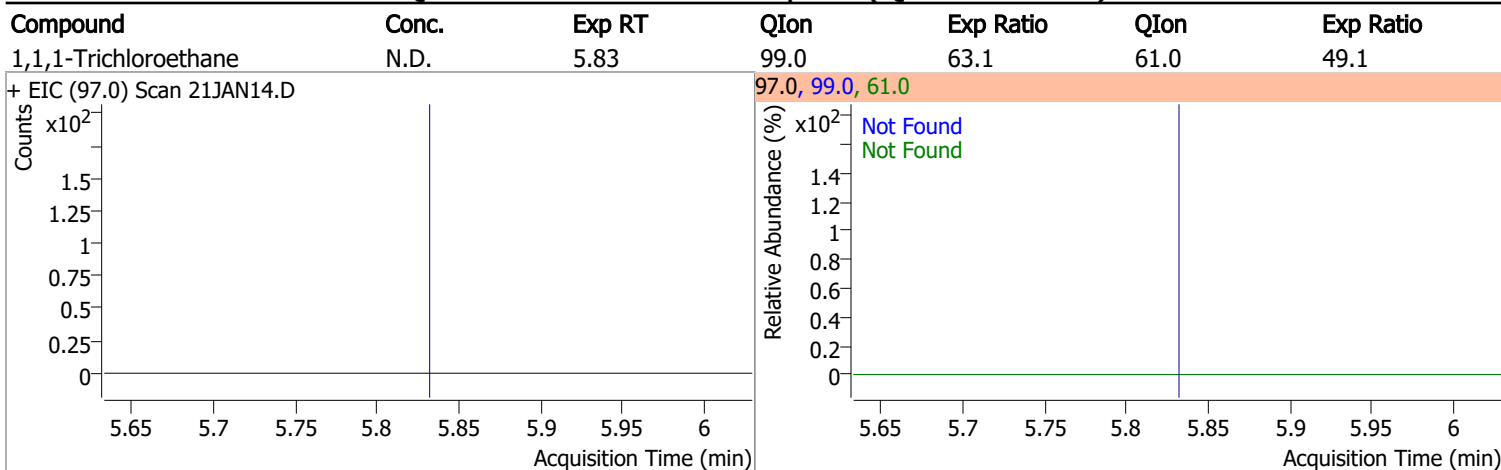 Compound Conc. Exp RT QIon Exp Ratio QIon Exp Ratio
1,1,1-Trichloroethane N.D. 5.83 99.0 63.1 61.0 49.1
+ EIC (97.0) Scan 21JAN14.D
Counts
x10²
1.5
1.25
1
0.75
0.5
0.25
0
5.65 5.7 5.75 5.8 5.85 5.9 5.95 6
Acquisition Time (min)
97.0, 99.0, 61.0
Relative Abundance (%)
x10²
Not Found
Not Found
1.4
1.2
1
0.8
0.6
0.4
0.2
0
5.65 5.7 5.75 5.8 5.85 5.9 5.95 6
Acquisition Time (min)